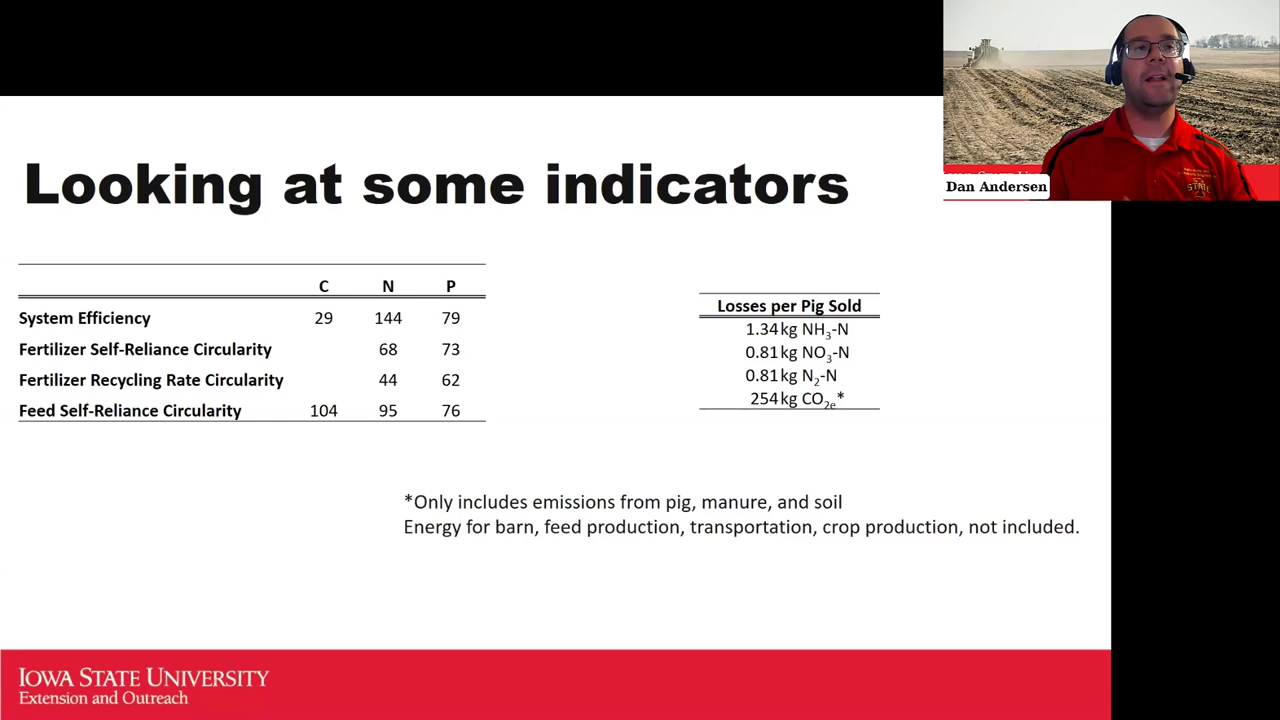 Looking at some indicators
Dan Andersen
C N P
System Efficiency 29 144 79
Fertilizer Self-Reliance Circularity 68 73
Fertilizer Recycling Rate Circularity 44 62
Feed Self-Reliance Circularity 104 95 76
Losses per Pig Sold
1.34 kg NH3-N
0.81 kg NO3-N
0.81 kg N2-N
254 kg CO2e*
*Only includes emissions from pig, manure, and soil
Energy for barn, feed production, transportation, crop production, not included.
IOWA STATE UNIVERSITY
Extension and Outreach